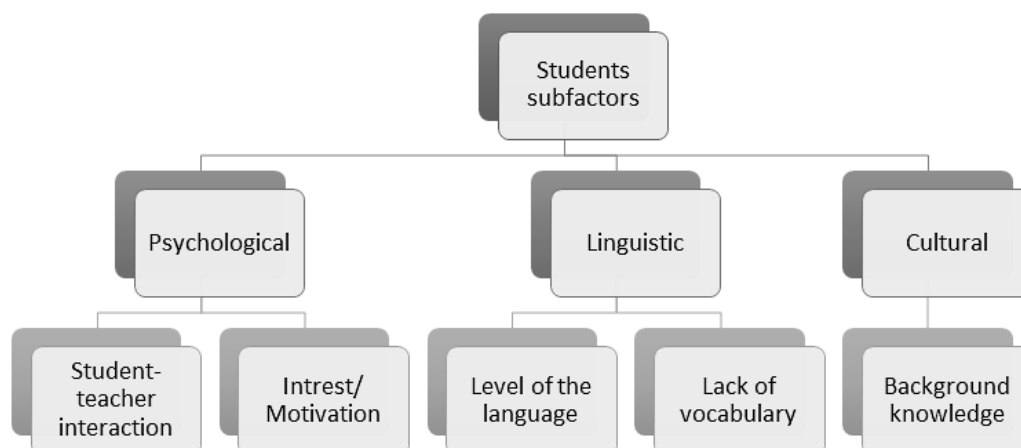 Students
subfactors
Psychological
Linguistic
Cultural
Student-
teacher
interaction
Intrest/
Motivation
Level of the
language
Lack of
vocabulary
Background
knowledge